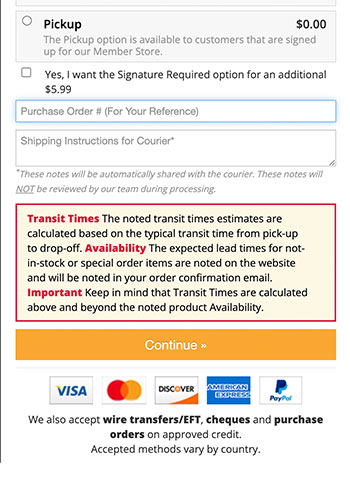 Pickup $0.00
The Pickup option is available to customers that are signed
up for our Member Store.
Yes, I want the Signature Required option for an additional
$5.99
Purchase Order # (For Your Reference)
Shipping Instructions for Courier*
*These notes will be automatically shared with the courier. These notes will
NOT be reviewed by our team during processing.
Transit Times The noted transit times estimates are
calculated based on the typical transit time from pick-up
to drop-off. Availability The expected lead times for not-
in-stock or special order items are noted on the website
and will be noted in your order confirmation email.
Important Keep in mind that Transit Times are calculated
above and beyond the noted product Availability.
Continue »
VISA MasterCard DISCOVER AMERICAN EXPRESS PayPal
We also accept wire transfers/EFT, cheques and purchase
orders on approved credit.
Accepted methods vary by country.